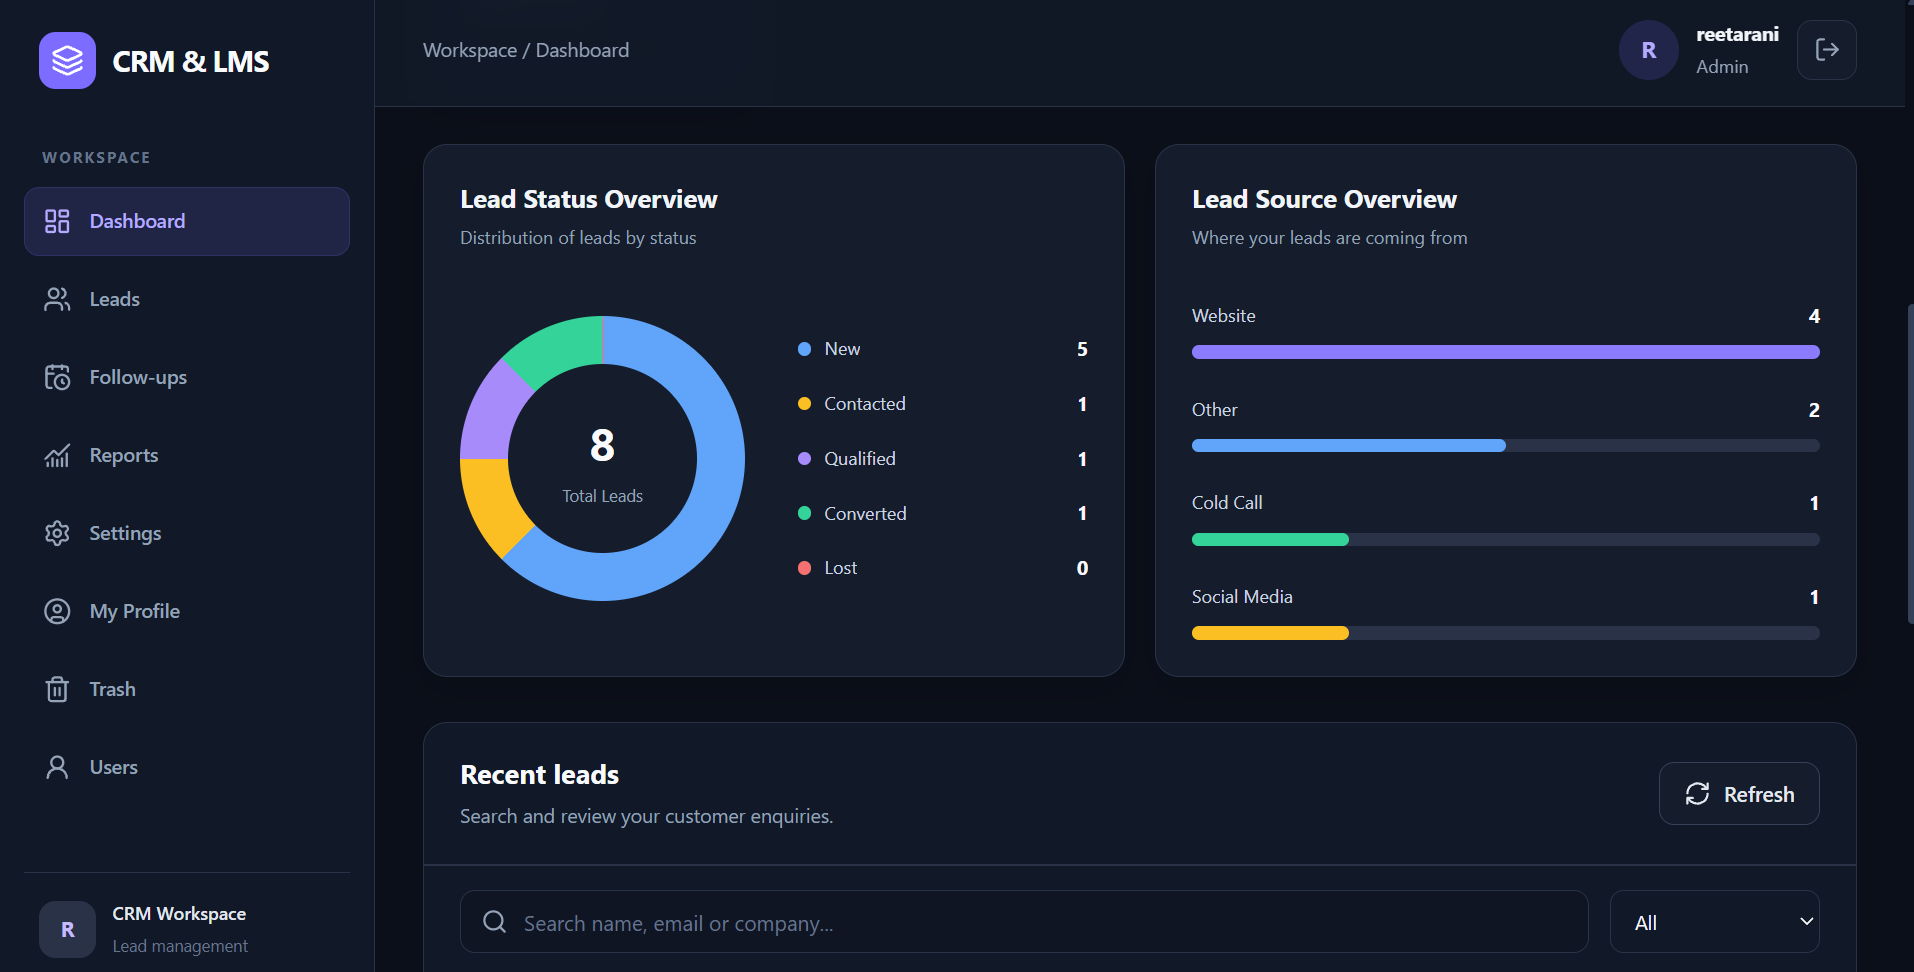 CRM & LMS
WORKSPACE
Dashboard
Leads
Follow-ups
Reports
Settings
My Profile
Trash
Users
R
CRM Workspace
Lead management
Workspace / Dashboard
R
reetarani
Admin
Lead Status Overview
Distribution of leads by status
8
Total Leads
New 5
Contacted 1
Qualified 1
Converted 1
Lost 0
Lead Source Overview
Where your leads are coming from
Website 4
Other 2
Cold Call 1
Social Media 1
Recent leads
Search and review your customer enquiries.
Refresh
Search name, email or company...
All